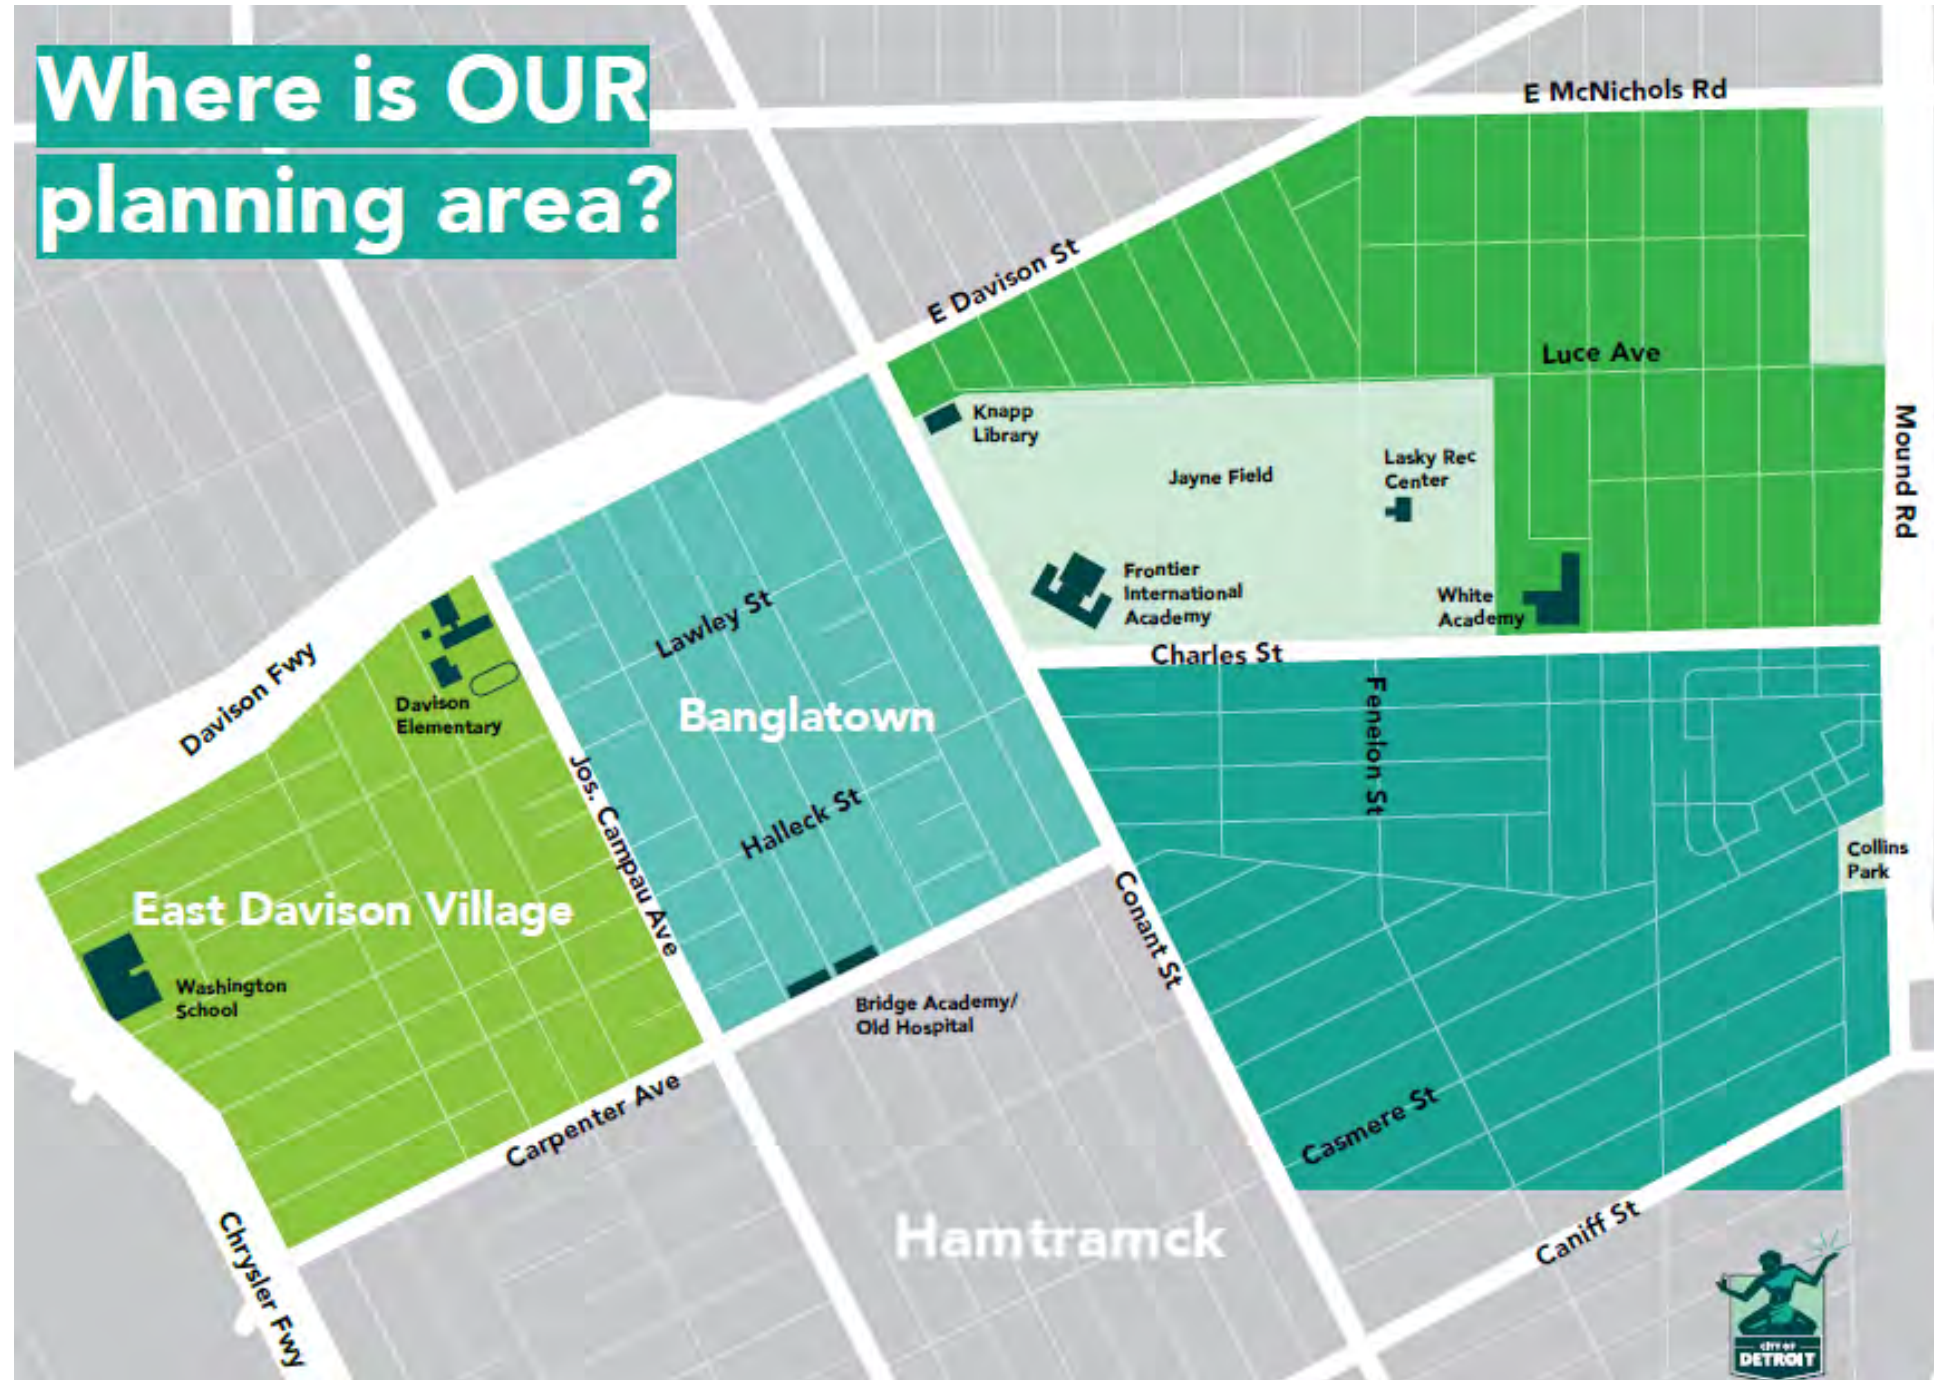 Where is OUR
planning area?
E McNichols Rd
E Davison St
Luce Ave
Knapp
Library
Jayne Field
Lasky Rec
Center
Mound Rd
Frontier
International
Academy
White
Academy
Charles St
Davison Fwy
Davison
Elementary
Lawley St
Banglatown
Fenelon St
Jos. Campau Ave
Halleck St
Collins
Park
East Davison Village
Conant St
Washington
School
Bridge Academy/
Old Hospital
Carpenter Ave
Casmere St
Hamtramck
Caniff St
Chrysler Fwy
CITY OF
DETROIT